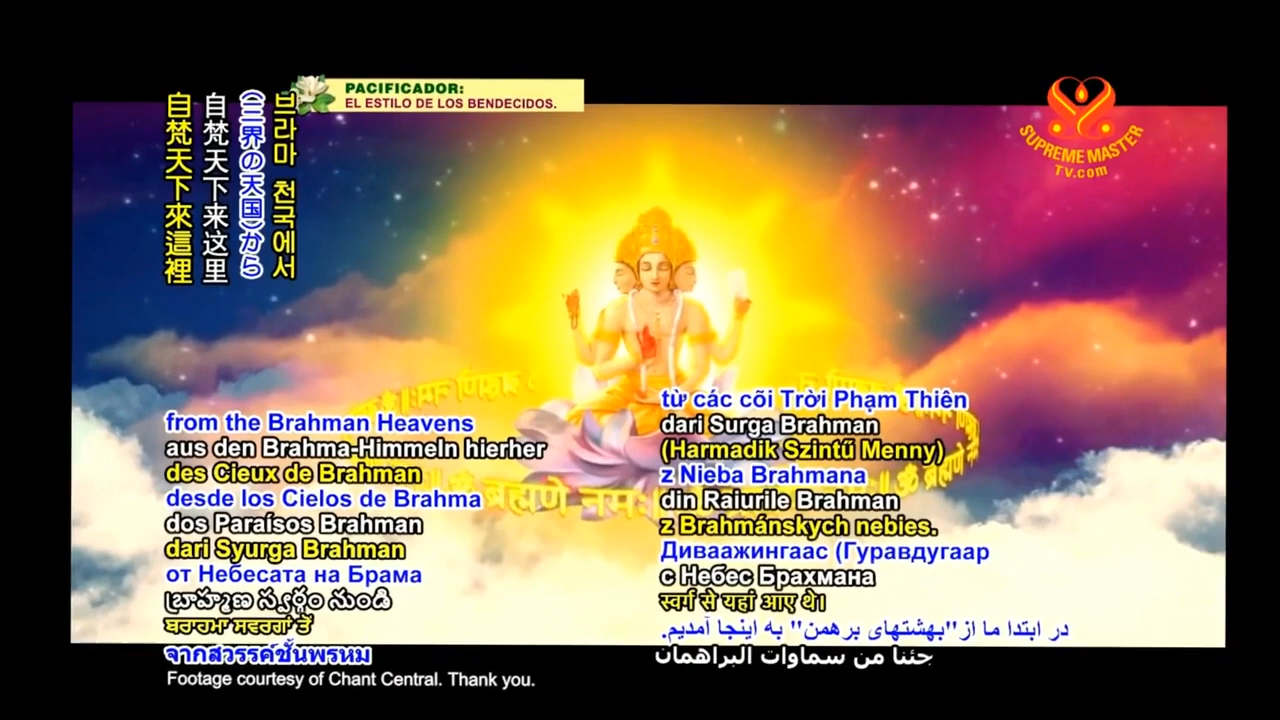 PACIFICADOR:
EL ESTILO DE LOS BENDECIDOS.
SUPREME MASTER
TV.com
브라마 천국에서
(三界の天国)から
自梵天下来这里
自梵天下來這裡
from the Brahman Heavens
aus den Brahma-Himmeln hierher
des Cieux de Brahman
desde los Cielos de Brahma
dos Paraísos Brahman
dari Syurga Brahman
от Небесата на Брама
బ్రాహ్మణ స్వర్గం నుండి
ਬਰਾਹਮਾ ਸਵਰਗਾਂ ਤੋਂ
จากสวรรค์ชั้นพรหม
từ các cõi Trời Phạm Thiên
dari Surga Brahman
(Harmadik Szintű Menny)
z Nieba Brahmana
din Raiurile Brahman
z Brahmánskych nebies.
Диваажингаас (Гуравдугаар
с Небес Брахмана
स्वर्ग से यहां आए थे।
در ابتدا ما از"بهشتهای برهمن" به اینجا آمدیم.
جئنا من سماوات البراهمان
ॐ ब्रह्मणे नमः
Footage courtesy of Chant Central. Thank you.